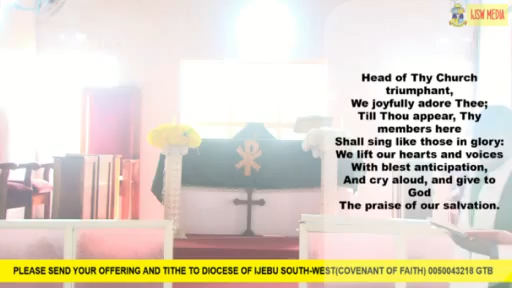 IJSW MEDIA
Head of Thy Church
triumphant,
We joyfully adore Thee;
Till Thou appear, Thy
members here
Shall sing like those in glory:
We lift our hearts and voices
With blest anticipation,
And cry aloud, and give to
God
The praise of our salvation.
PLEASE SEND YOUR OFFERING AND TITHE TO DIOCESE OF IJEBU SOUTH-WEST(COVENANT OF FAITH) 0050043218 GTB